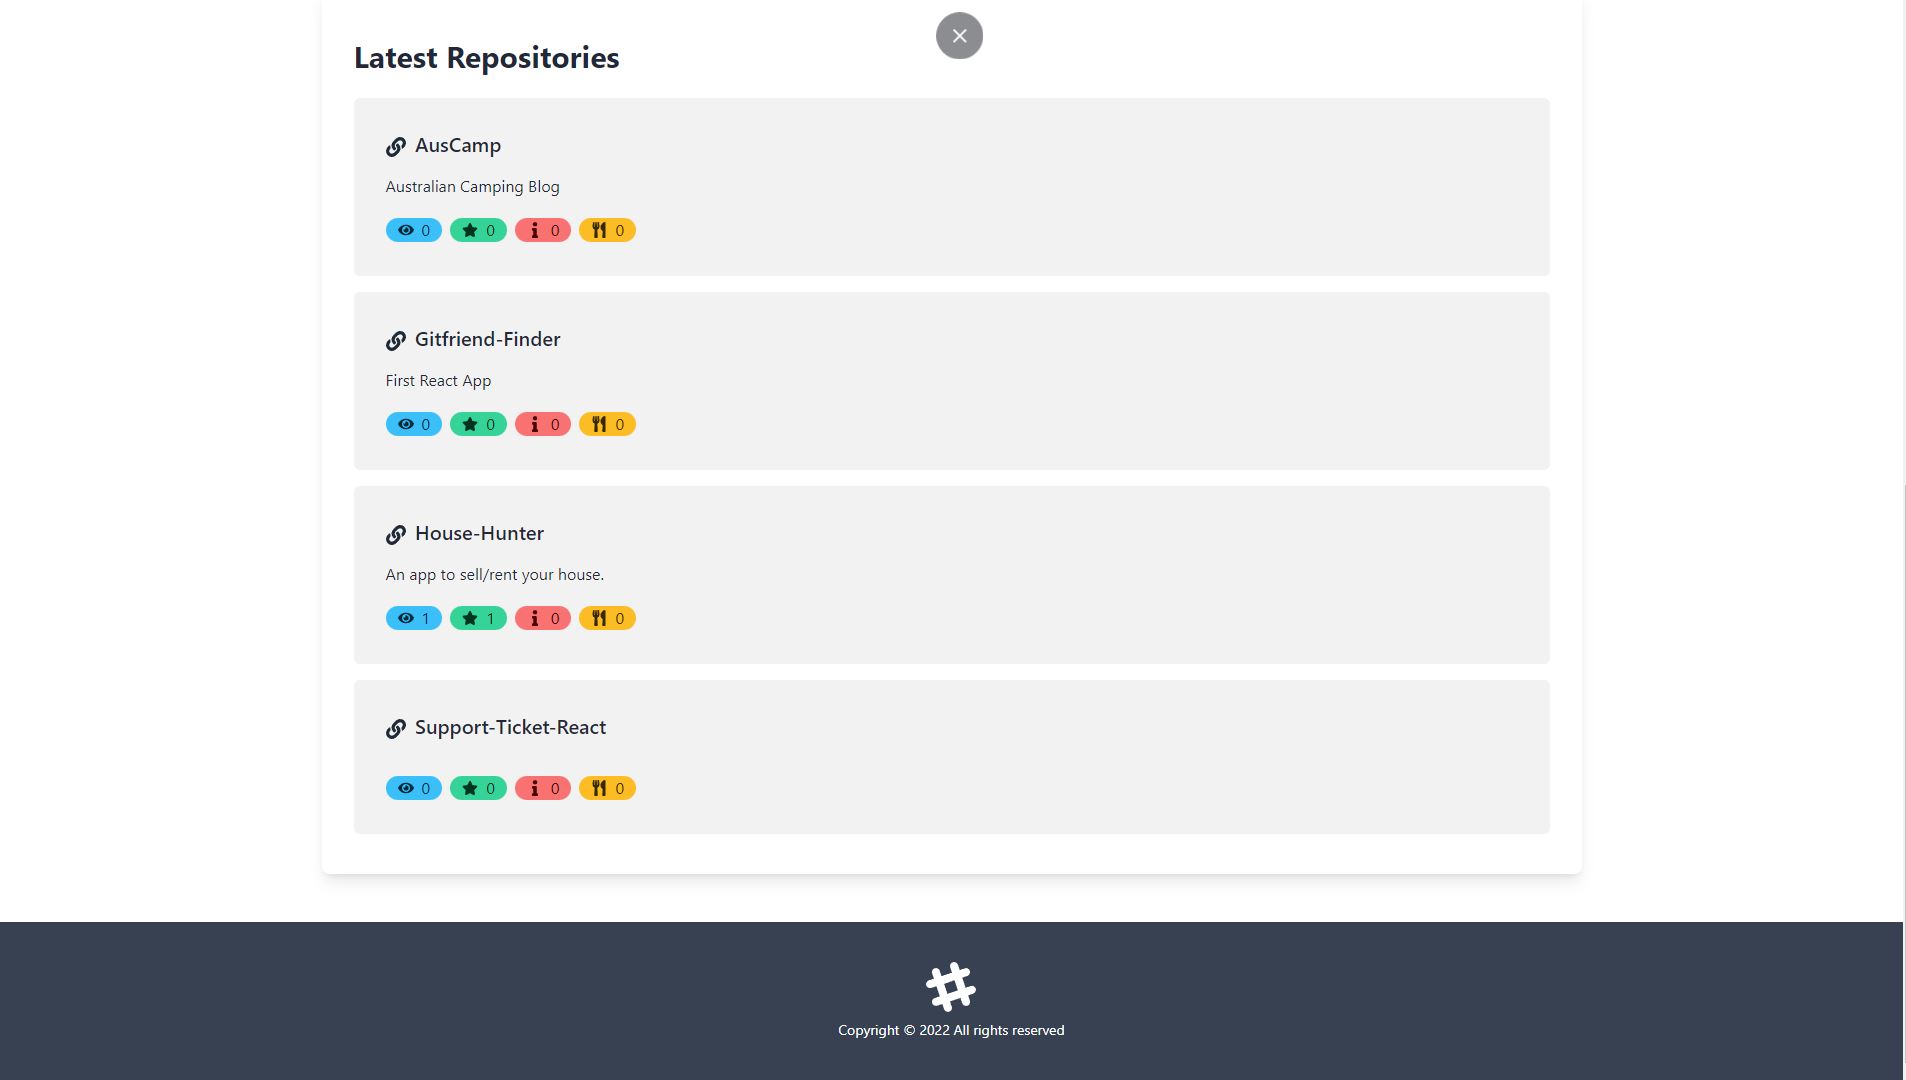 Latest Repositories
AusCamp
Australian Camping Blog
0 0 0 0
Gitfriend-Finder
First React App
0 0 0 0
House-Hunter
An app to sell/rent your house.
1 1 0 0
Support-Ticket-React
0 0 0 0
Copyright © 2022 All rights reserved